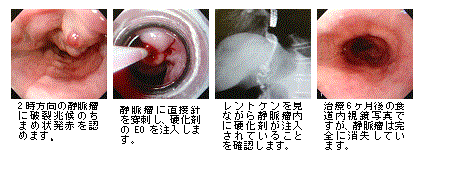 2時方向の静脈瘤
に破裂兆候のち
まめ状発赤を認
めます。
静脈瘤に直接針
を穿刺し、硬化剤
の EO を注入しま
す。
レントケンを見
ながら静脈瘤内
に硬化剤が注入
されていること
を確認します。
治療6ヶ月後の食
道内視鏡写真で
すが、静脈瘤は完
全に消失してい
ます。